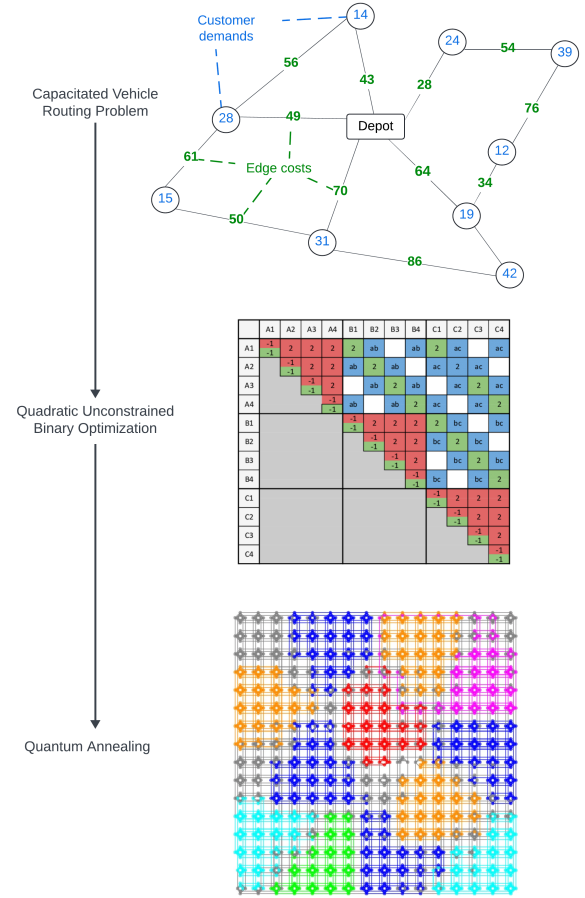 Customer
demands
14
24
39
54
56
43
28
76
Capacitated Vehicle
Routing Problem
28
49
Depot
12
61
Edge costs
64
34
15
70
19
50
31
86
42
A1 A2 A3 A4 B1 B2 B3 B4 C1 C2 C3 C4
A1 -1 -1 2 2 2 2 ab ab 2 ac ac
A2 -1 -1 2 2 ab 2 ab ac 2 ac
A3 -1 -1 2 ab 2 ab ac 2 ac
A4 -1 -1 ab ab 2 ac ac 2
B1 -1 -1 2 2 2 2 bc bc
B2 -1 -1 2 2 bc 2 bc
B3 -1 -1 2 bc 2 bc
B4 -1 -1 bc bc 2
C1 -1 -1 2 2 2
C2 -1 -1 2 2
C3 -1 -1 2
C4 -1 -1
Quadratic Unconstrained
Binary Optimization
Quantum Annealing